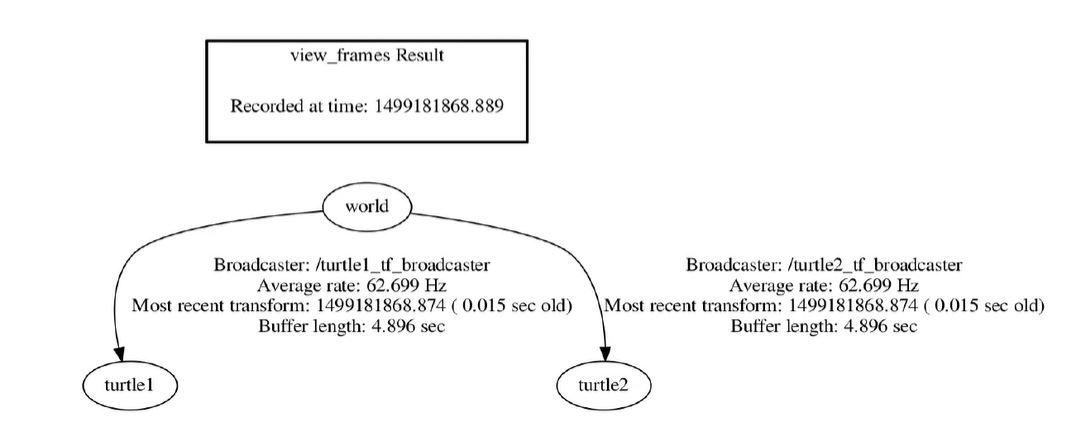 view_frames Result
Recorded at time: 1499181868.889
world
Broadcaster: /turtle1_tf_broadcaster
Average rate: 62.699 Hz
Most recent transform: 1499181868.874 ( 0.015 sec old)
Buffer length: 4.896 sec
Broadcaster: /turtle2_tf_broadcaster
Average rate: 62.699 Hz
Most recent transform: 1499181868.874 ( 0.015 sec old)
Buffer length: 4.896 sec
turtle1
turtle2